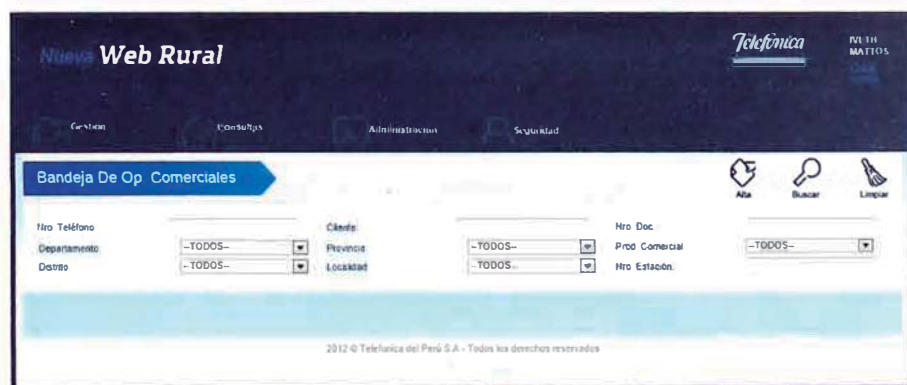 Nueva Web Rural
Telefónica
MATTOS
Gestion
Consultas
Administracion
Seguridad
Bandeja De Op Comerciales
Alta
Buscar
Limpiar
Nro Teléfono
Cliente
Nro Doc
Departamento
--TODOS--
Provincia
--TODOS--
Prod Comercial
--TODOS--
Distrito
--TODOS--
Localidad
--TODOS--
Nro Estación
2012 © Telefonica del Perú S.A - Todos los derechos reservados